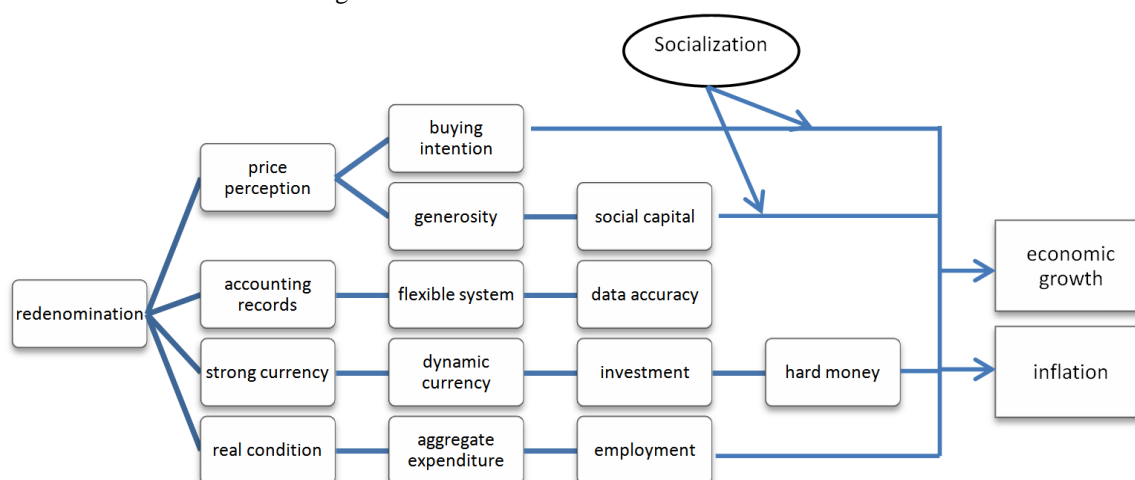 Socialization
buying
intention
price
perception
generosity
social capital
economic
growth
accounting
records
flexible system
data accuracy
redenomination
strong currency
dynamic
currency
investment
hard money
inflation
real condition
aggregate
expenditure
employment